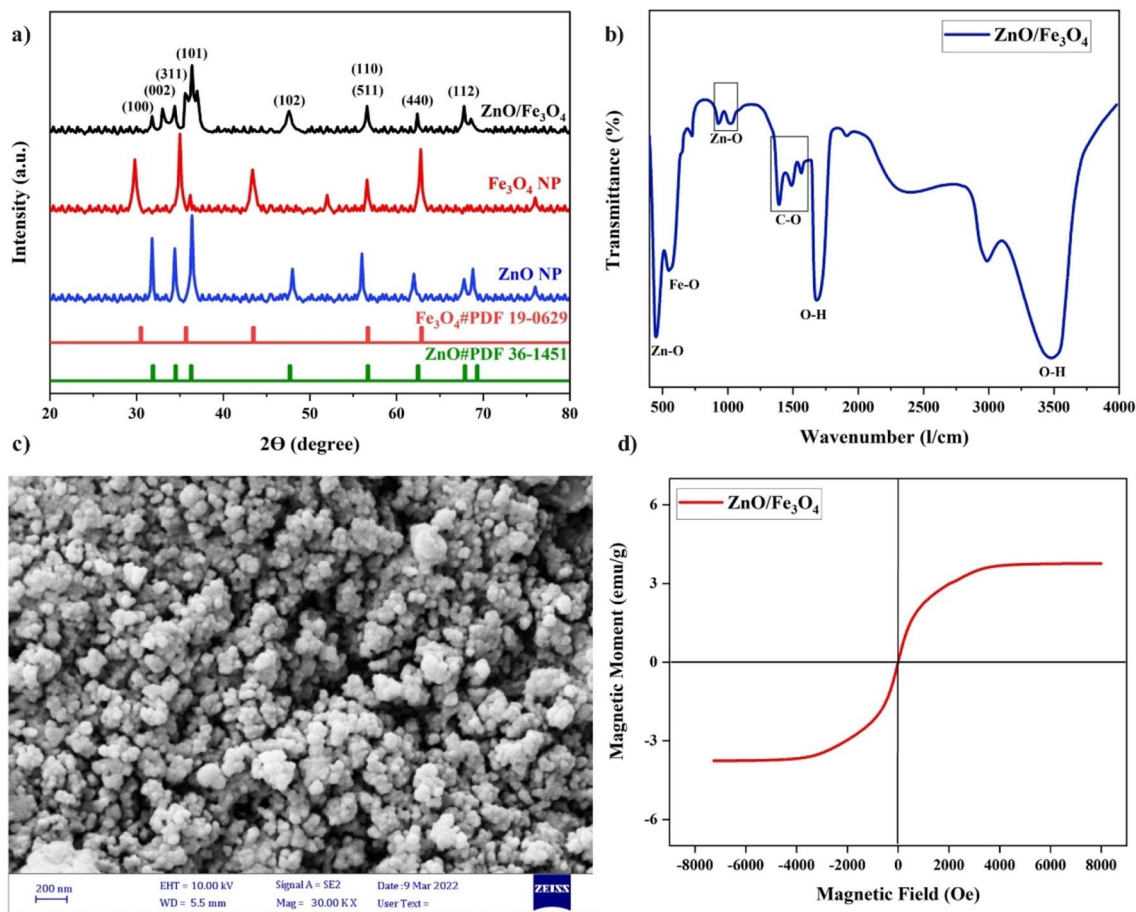 a)
(101)
(311)
(002)
(100)
(110)
(511)
(102)
(440)
(112)
ZnO/Fe₃O₄
Fe₃O₄ NP
ZnO NP
Fe₃O₄#PDF 19-0629
ZnO#PDF 36-1451
Intensity (a.u.)
20 30 40 50 60 70 80
2Θ (degree)
b)
ZnO/Fe₃O₄
Zn-O
C-O
Fe-O
O-H
Zn-O
O-H
Transmittance (%)
500 1000 1500 2000 2500 3000 3500 4000
Wavenumber (l/cm)
c)
200 nm
EHT = 10.00 kV
Signal A = SE2
Date :9 Mar 2022
WD = 5.5 mm
Mag = 30.00 K X
User Text =
ZEISS
d)
ZnO/Fe₃O₄
6
3
0
-3
-6
Magnetic Moment (emu/g)
-8000 -6000 -4000 -2000 0 2000 4000 6000 8000
Magnetic Field (Oe)